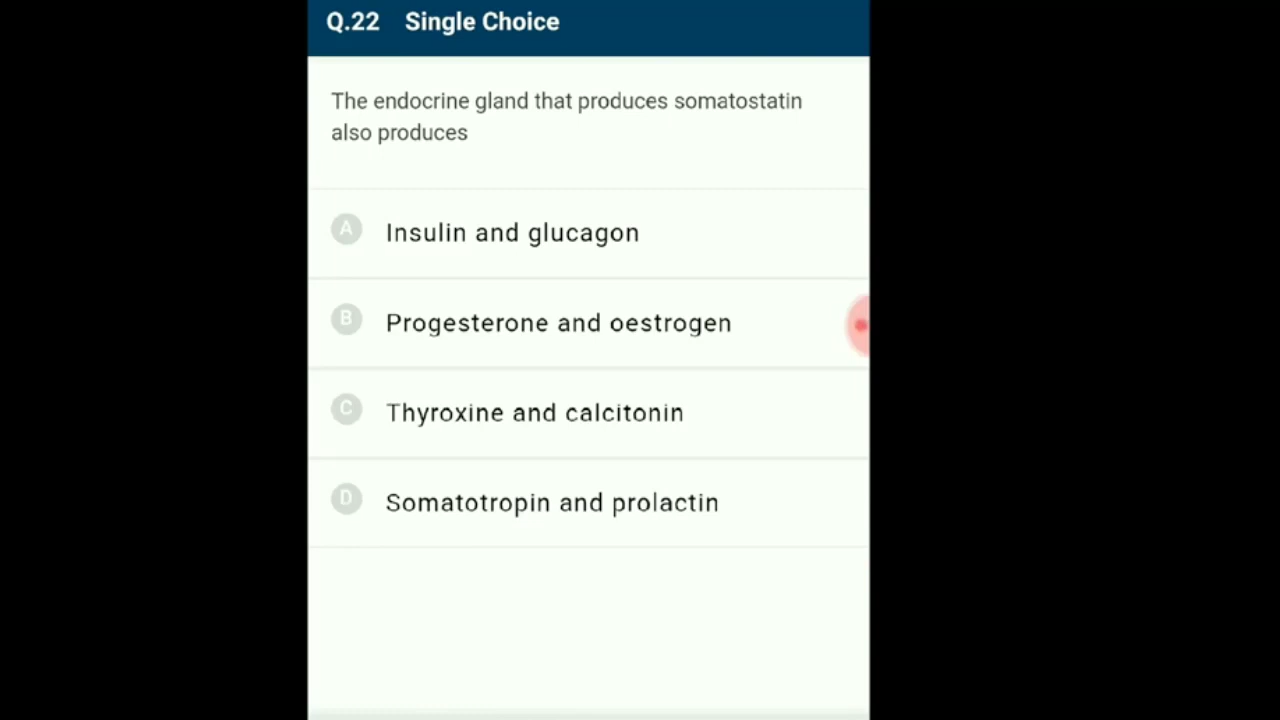 Q.22 Single Choice
The endocrine gland that produces somatostatin
also produces
A Insulin and glucagon
B Progesterone and oestrogen
C Thyroxine and calcitonin
D Somatotropin and prolactin